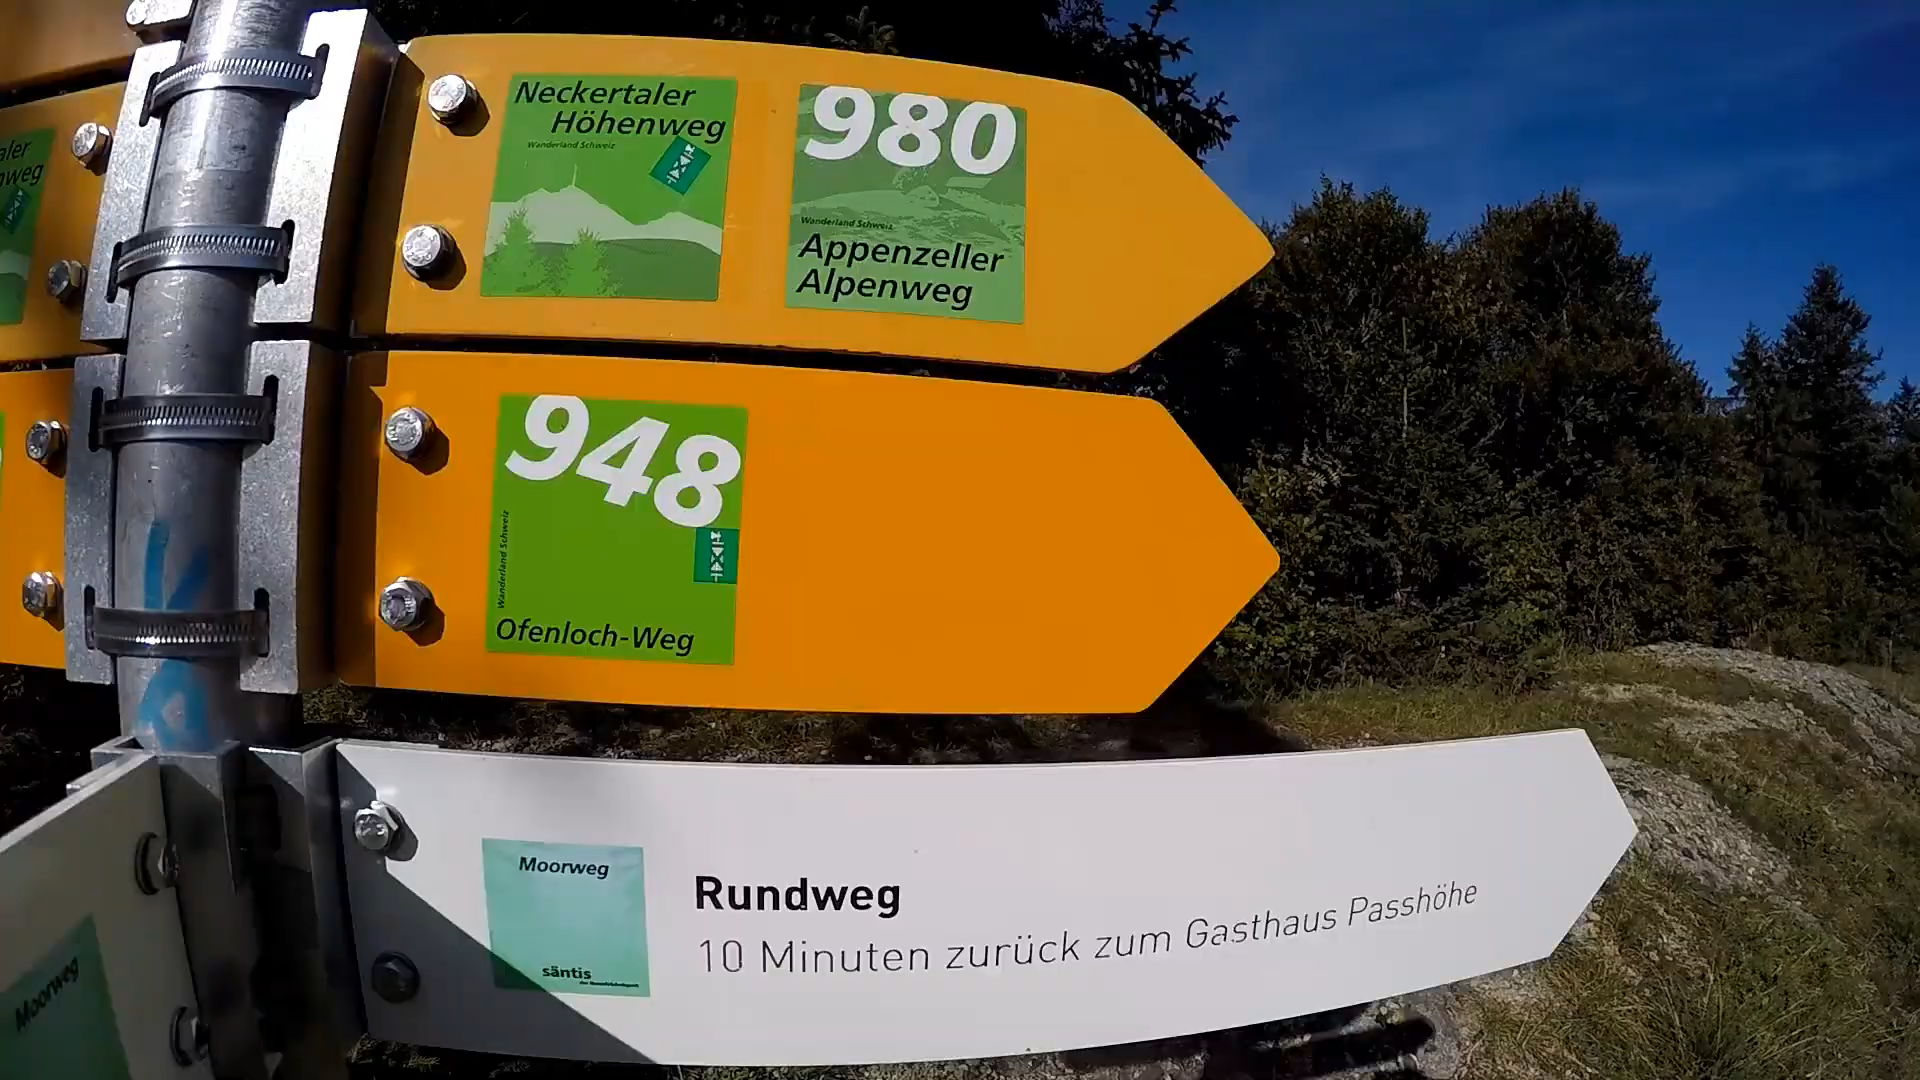 Neckertaler
Höhenweg
Wanderland Schweiz
980
Wanderland Schweiz
Appenzeller
Alpenweg
948
Wanderland Schweiz
Ofenloch-Weg
Moorweg
säntis
Rundweg
10 Minuten zurück zum Gasthaus Passhöhe
Moorweg